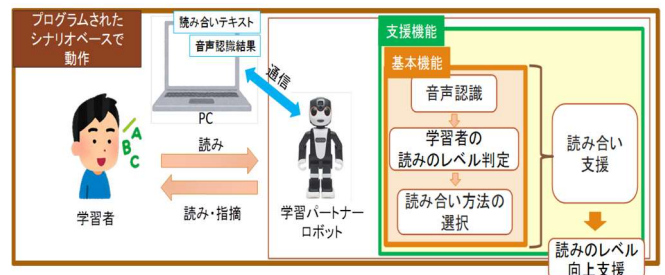 プログラムされた
シナリオベースで
動作
読み合いテキスト
音声認識結果
通信
PC
A
B
C
読み
読み・指摘
学習者
学習パートナー
ロボット
支援機能
基本機能
音声認識
学習者の
読みのレベル判定
読み合い方法の
選択
読み合い
支援
読みのレベル
向上支援